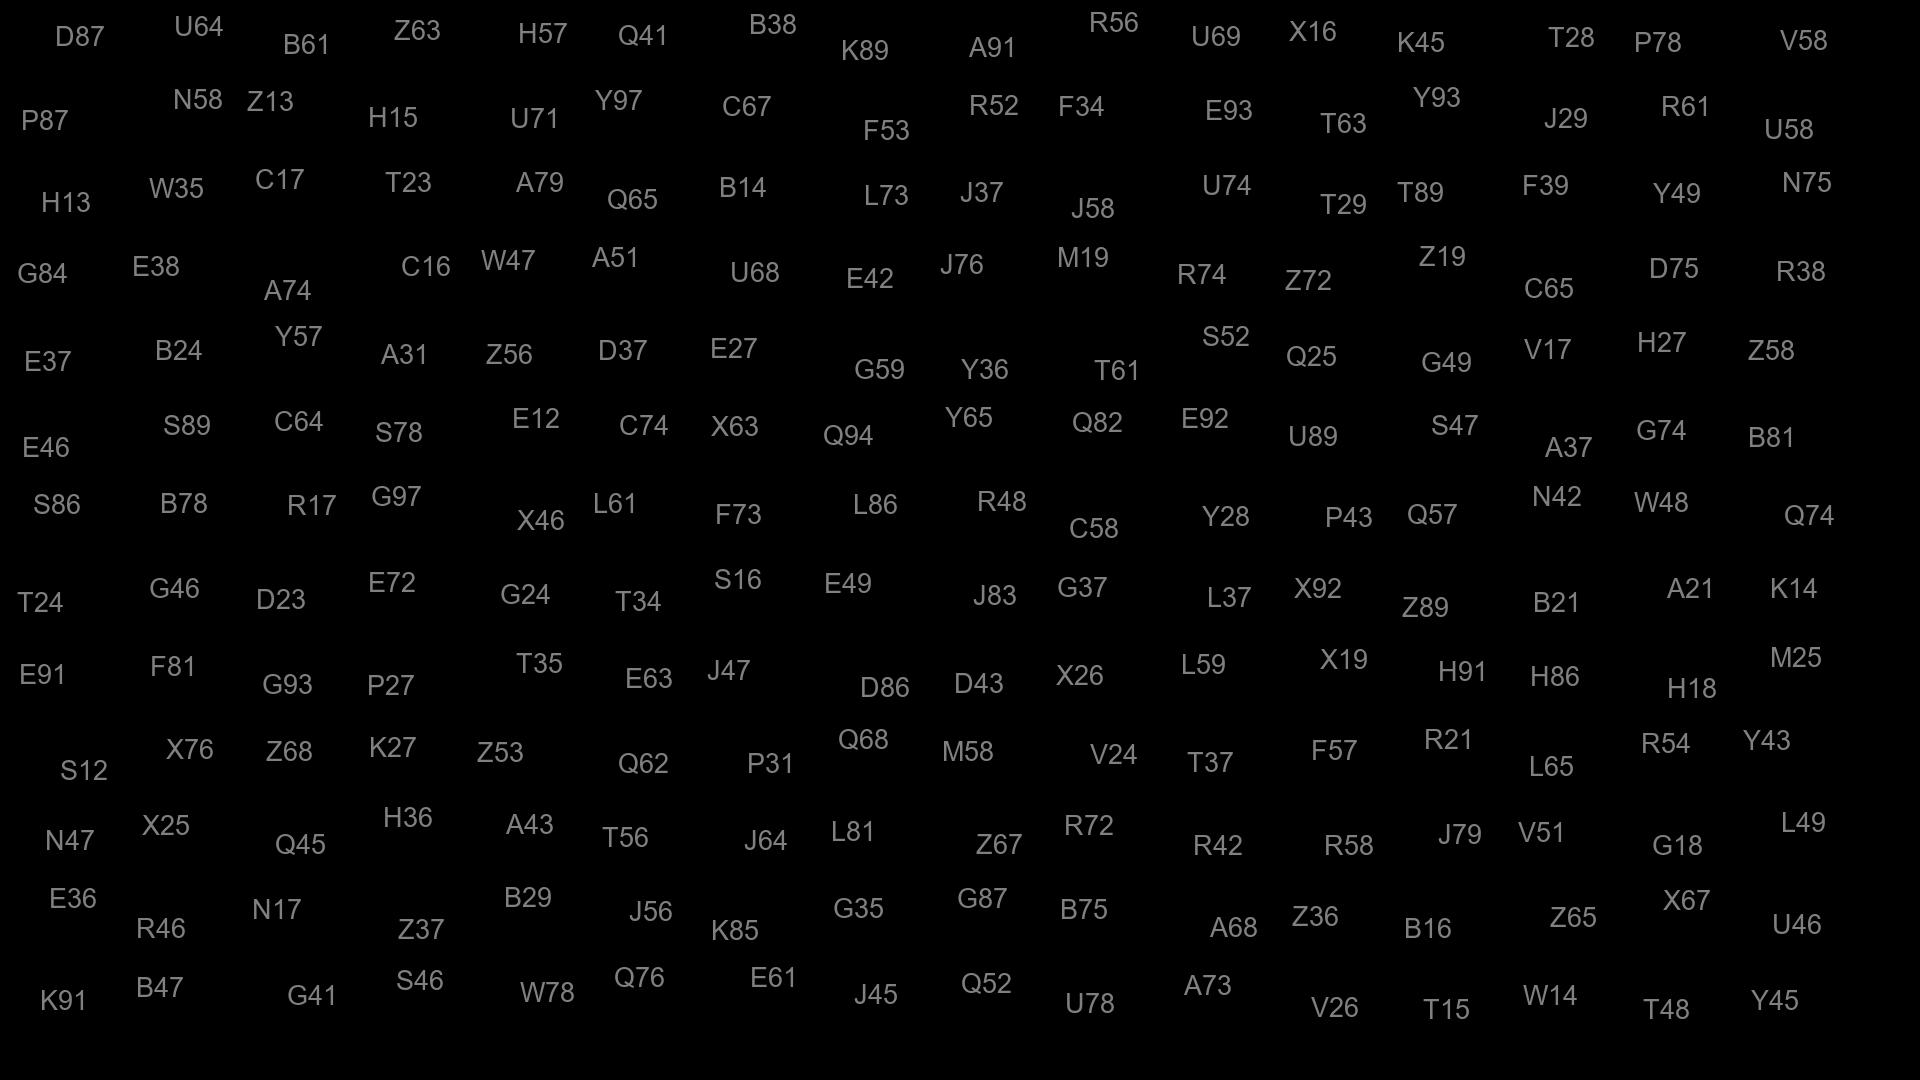 D87 U64 B61 Z63 H57 Q41 B38 K89 A91 R56 U69 X16 K45 T28 P78 V58
P87 N58 Z13 H15 U71 Y97 C67 F53 R52 F34 E93 T63 Y93 J29 R61 U58
H13 W35 C17 T23 A79 Q65 B14 L73 J37 J58 U74 T29 T89 F39 Y49 N75
G84 E38 A74 C16 W47 A51 U68 E42 J76 M19 R74 Z72 Z19 C65 D75 R38
E37 B24 Y57 A31 Z56 D37 E27 G59 Y36 T61 S52 Q25 G49 V17 H27 Z58
E46 S89 C64 S78 E12 C74 X63 Q94 Y65 Q82 E92 U89 S47 A37 G74 B81
S86 B78 R17 G97 X46 L61 F73 L86 R48 C58 Y28 P43 Q57 N42 W48 Q74
T24 G46 D23 E72 G24 T34 S16 E49 J83 G37 L37 X92 Z89 B21 A21 K14
E91 F81 G93 P27 T35 E63 J47 D86 D43 X26 L59 X19 H91 H86 H18 M25
S12 X76 Z68 K27 Z53 Q62 P31 Q68 M58 V24 T37 F57 R21 L65 R54 Y43
N47 X25 Q45 H36 A43 T56 J64 L81 Z67 R72 R42 R58 J79 V51 G18 L49
E36 R46 N17 Z37 B29 J56 K85 G35 G87 B75 A68 Z36 B16 Z65 X67 U46
K91 B47 G41 S46 W78 Q76 E61 J45 Q52 U78 A73 V26 T15 W14 T48 Y45